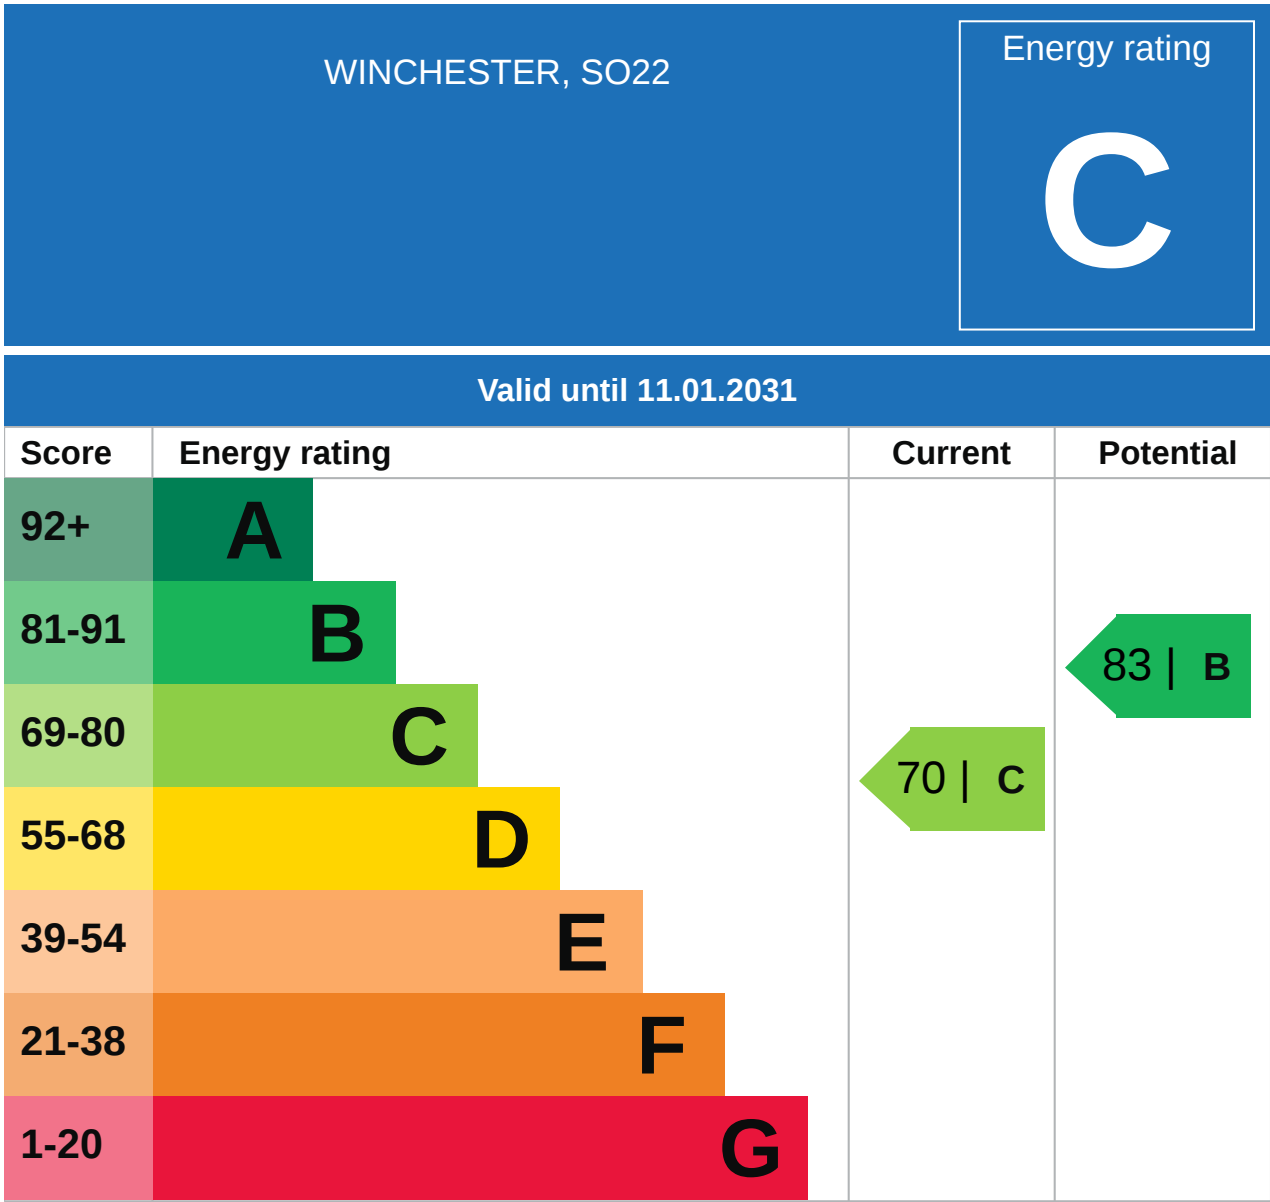 WINCHESTER, SO22
Energy rating
C
Valid until 11.01.2031
Score Energy rating Current Potential
92+ A
81-91 B
83 | B
69-80 C
70 | C
55-68 D
39-54 E
21-38 F
1-20 G